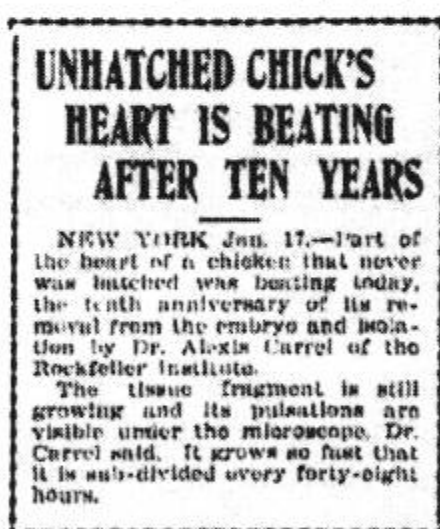 UNHATCHED CHICK'S
HEART IS BEATING
AFTER TEN YEARS
NEW YORK Jan. 17.—Part of
the heart of a chicken that never
was hatched was beating today,
the tenth anniversary of its re-
moval from the embryo and isola-
tion by Dr. Alexis Carrel of the
Rockfeller Institute.
The tissue fragment is still
growing and its pulsations are
visible under the microscope, Dr.
Carrel said. It grows so fast that
it is sub-divided every forty-eight
hours.